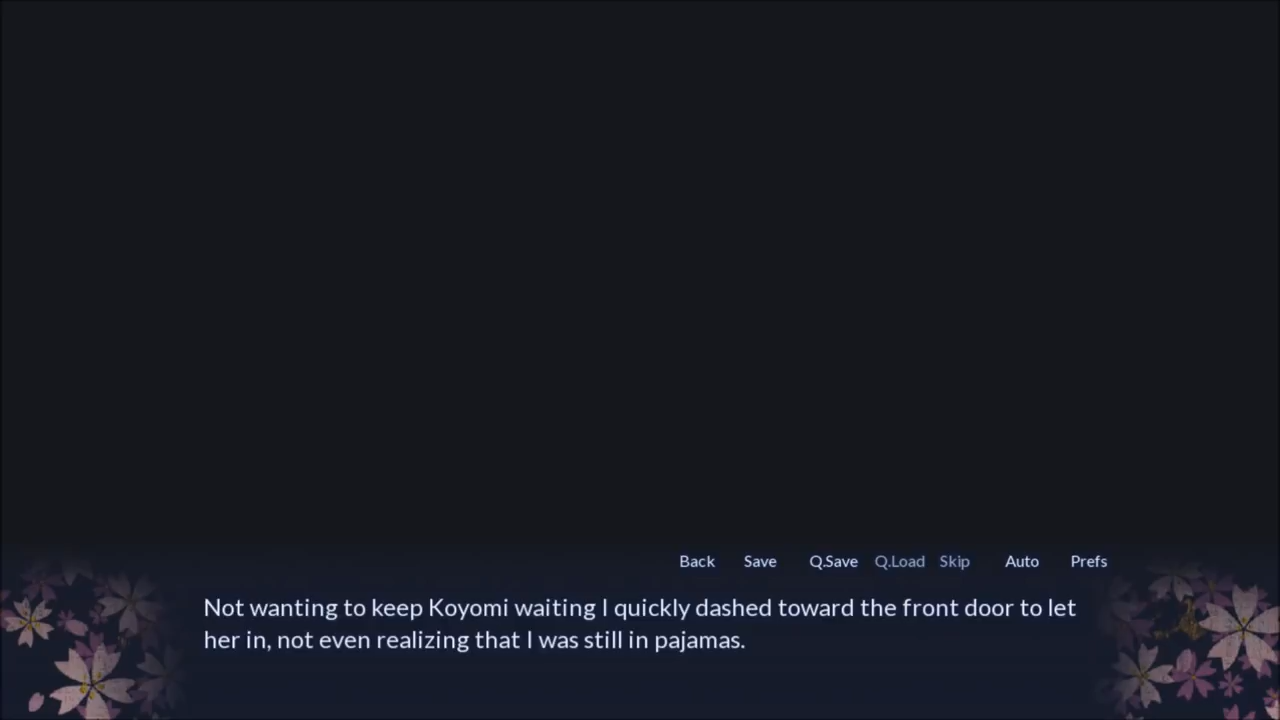 Back Save Q.Save Q.Load Skip Auto Prefs
Not wanting to keep Koyomi waiting I quickly dashed toward the front door to let
her in, not even realizing that I was still in pajamas.